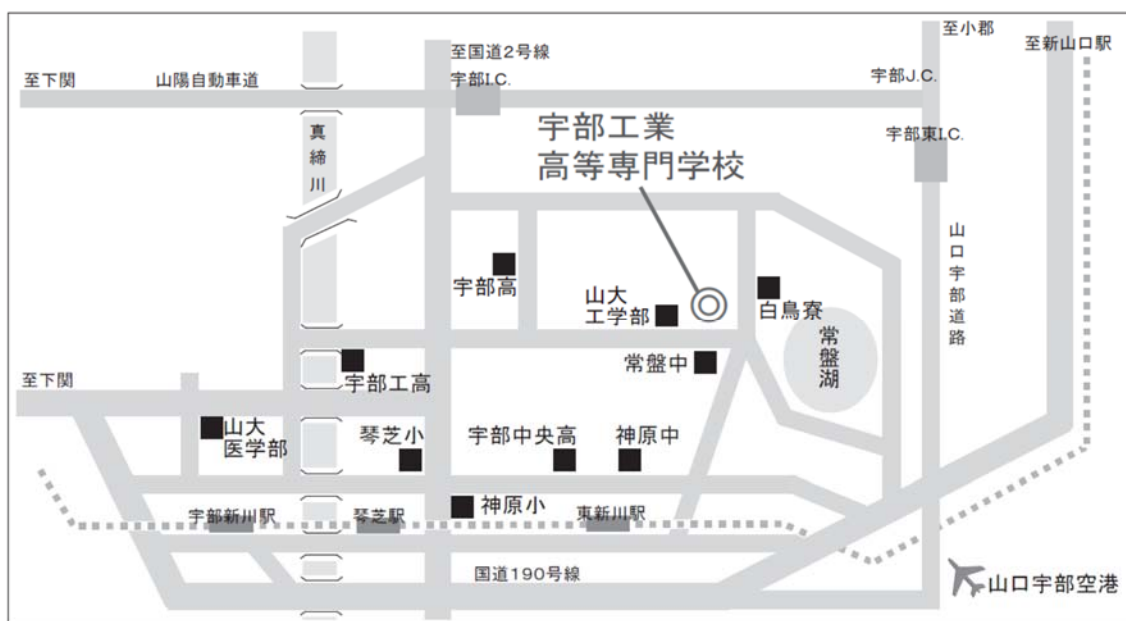 至小郡
至新山口駅
至国道2号線
至下関
山陽自動車道
宇部I.C.
宇部J.C.
宇部工業
高等専門学校
宇部東I.C.
真締川
山口宇部道路
宇部高
山大
工学部
白鳥寮
常盤湖
常盤中
至下関
宇部工高
山大
医学部
琴芝小
宇部中央高
神原中
神原小
宇部新川駅
琴芝駅
東新川駅
国道190号線
山口宇部空港